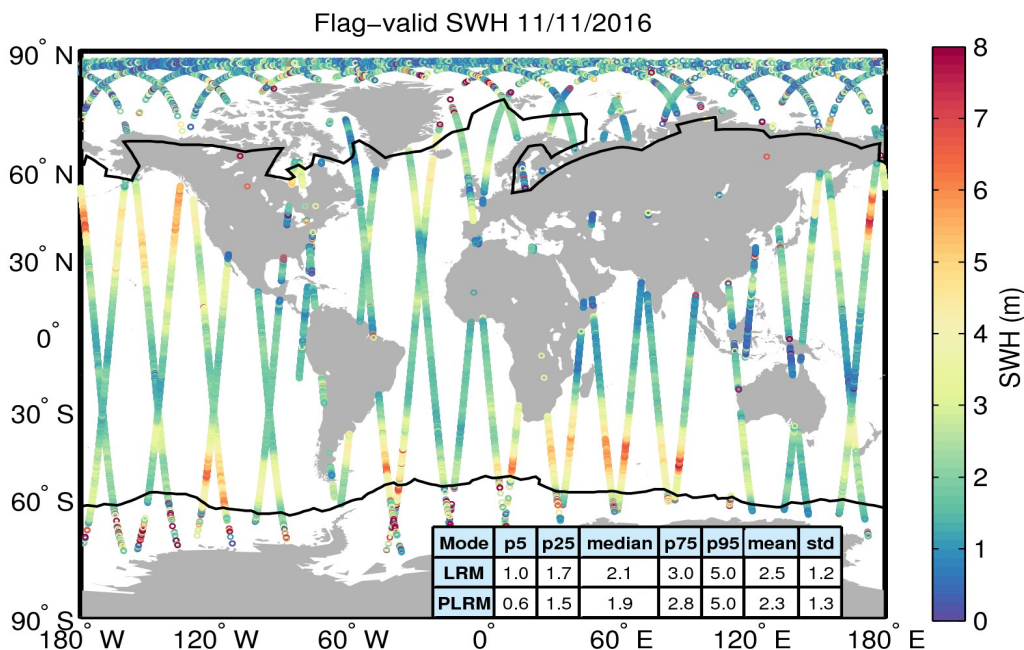 Flag-valid SWH 11/11/2016
90° N
60° N
30° N
0°
30° S
60° S
90° S
180° W
120° W
60° W
0°
60° E
120° E
180° E
8
7
6
5
4
3
2
1
0
SWH (m)
Mode p5 p25 median p75 p95 mean std
LRM 1.0 1.7 2.1 3.0 5.0 2.5 1.2
PLRM 0.6 1.5 1.9 2.8 5.0 2.3 1.3